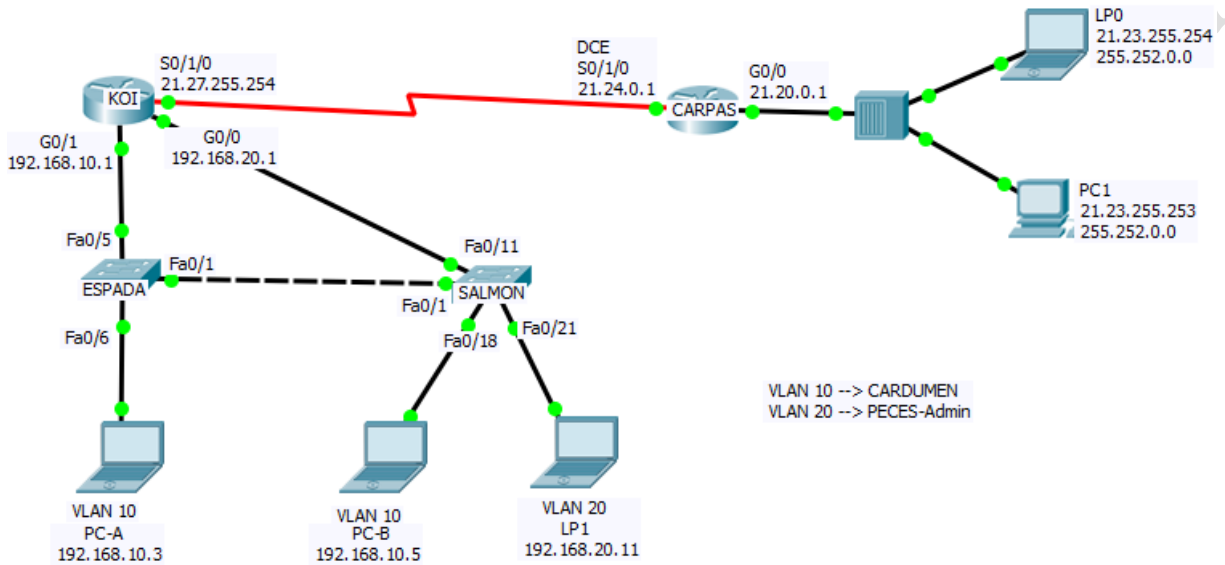 LP0
21.23.255.254
255.252.0.0
DCE
S0/1/0
21.24.0.1
S0/1/0
21.27.255.254
G0/0
21.20.0.1
KOI
CARPAS
G0/1
192.168.10.1
G0/0
192.168.20.1
PC1
21.23.255.253
255.252.0.0
Fa0/5
Fa0/1
Fa0/11
ESPADA
Fa0/1
SALMON
Fa0/6
Fa0/18
Fa0/21
VLAN 10 --> CARDUMEN
VLAN 20 --> PECES-Admin
VLAN 10
PC-A
192.168.10.3
VLAN 10
PC-B
192.168.10.5
VLAN 20
LP1
192.168.20.11